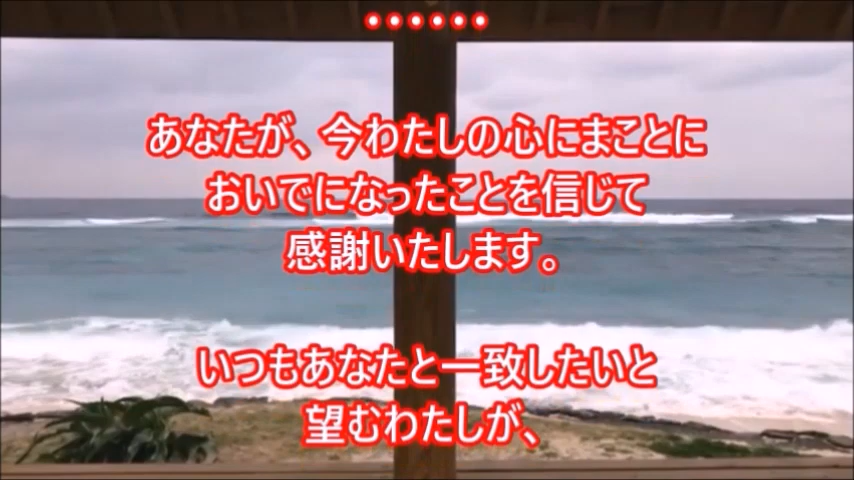 ••••••
あなたが、今わたしの心にまことに
おいでになったことを信じて
感謝いたします。
いつもあなたと一致したいと
望むわたしが、